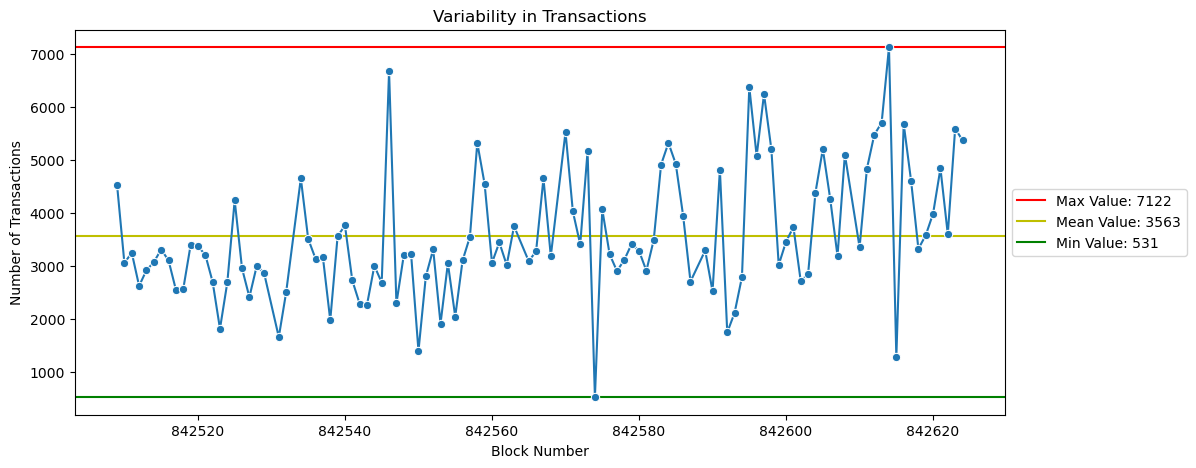 Variability in Transactions
Number of Transactions
7000
6000
5000
4000
3000
2000
1000
842520 842540 842560 842580 842600 842620
Block Number
Max Value: 7122
Mean Value: 3563
Min Value: 531